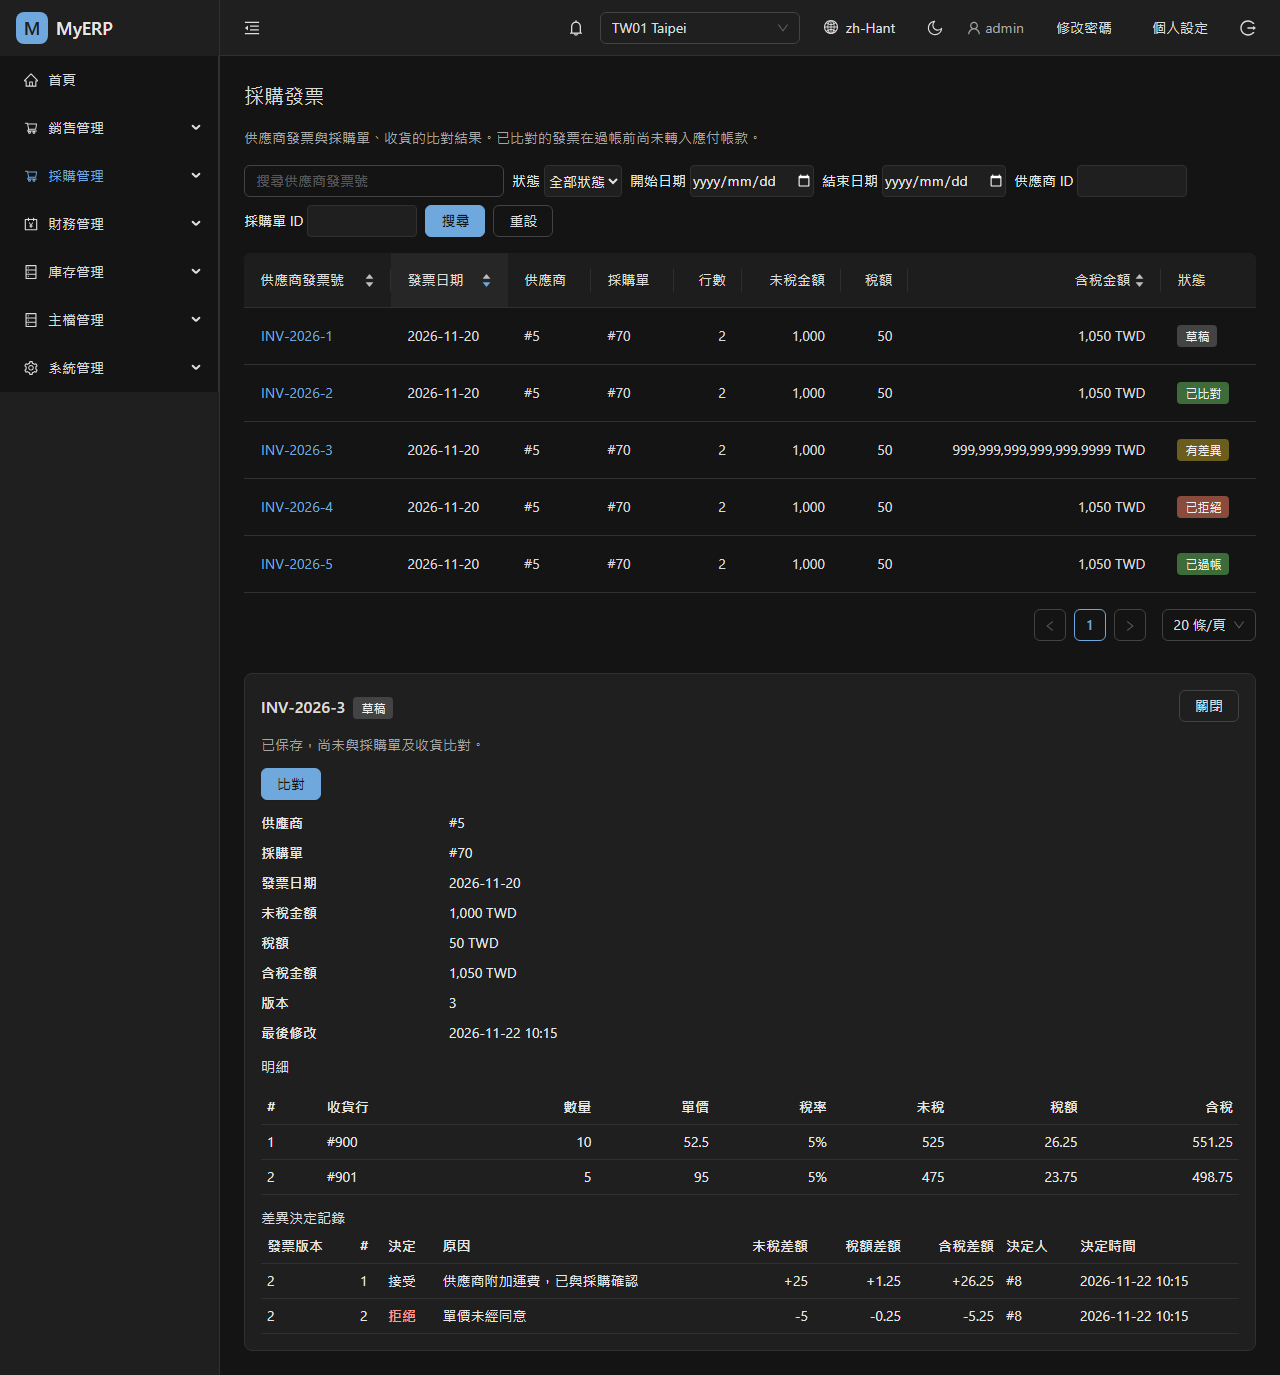 M MyERP
TW01 Taipei zh-Hant admin 修改密碼 個人設定
首頁
銷售管理
採購管理
財務管理
庫存管理
主檔管理
系統管理
採購發票
供應商發票與採購單、收貨的比對結果。已比對的發票在過帳前尚未轉入應付帳款。
搜尋供應商發票號 狀態 全部狀態 開始日期 yyyy/mm/dd 結束日期 yyyy/mm/dd 供應商 ID
採購單 ID 搜尋 重設
供應商發票號 發票日期 供應商 採購單 行數 未稅金額 稅額 含稅金額 狀態
INV-2026-1 2026-11-20 #5 #70 2 1,000 50 1,050 TWD 草稿
INV-2026-2 2026-11-20 #5 #70 2 1,000 50 1,050 TWD 已比對
INV-2026-3 2026-11-20 #5 #70 2 1,000 50 999,999,999,999,999.9999 TWD 有差異
INV-2026-4 2026-11-20 #5 #70 2 1,000 50 1,050 TWD 已拒絕
INV-2026-5 2026-11-20 #5 #70 2 1,000 50 1,050 TWD 已過帳
< 1 > 20 條/頁
INV-2026-3 草稿 關閉
已保存，尚未與採購單及收貨比對。
比對
供應商 #5
採購單 #70
發票日期 2026-11-20
未稅金額 1,000 TWD
稅額 50 TWD
含稅金額 1,050 TWD
版本 3
最後修改 2026-11-22 10:15
明細
# 收貨行 數量 單價 稅率 未稅 稅額 含稅
1 #900 10 52.5 5% 525 26.25 551.25
2 #901 5 95 5% 475 23.75 498.75
差異決定記錄
發票版本 # 決定 原因 未稅差額 稅額差額 含稅差額 決定人 決定時間
2 1 接受 供應商附加運費，已與採購確認 +25 +1.25 +26.25 #8 2026-11-22 10:15
2 2 拒絕 單價未經同意 -5 -0.25 -5.25 #8 2026-11-22 10:15